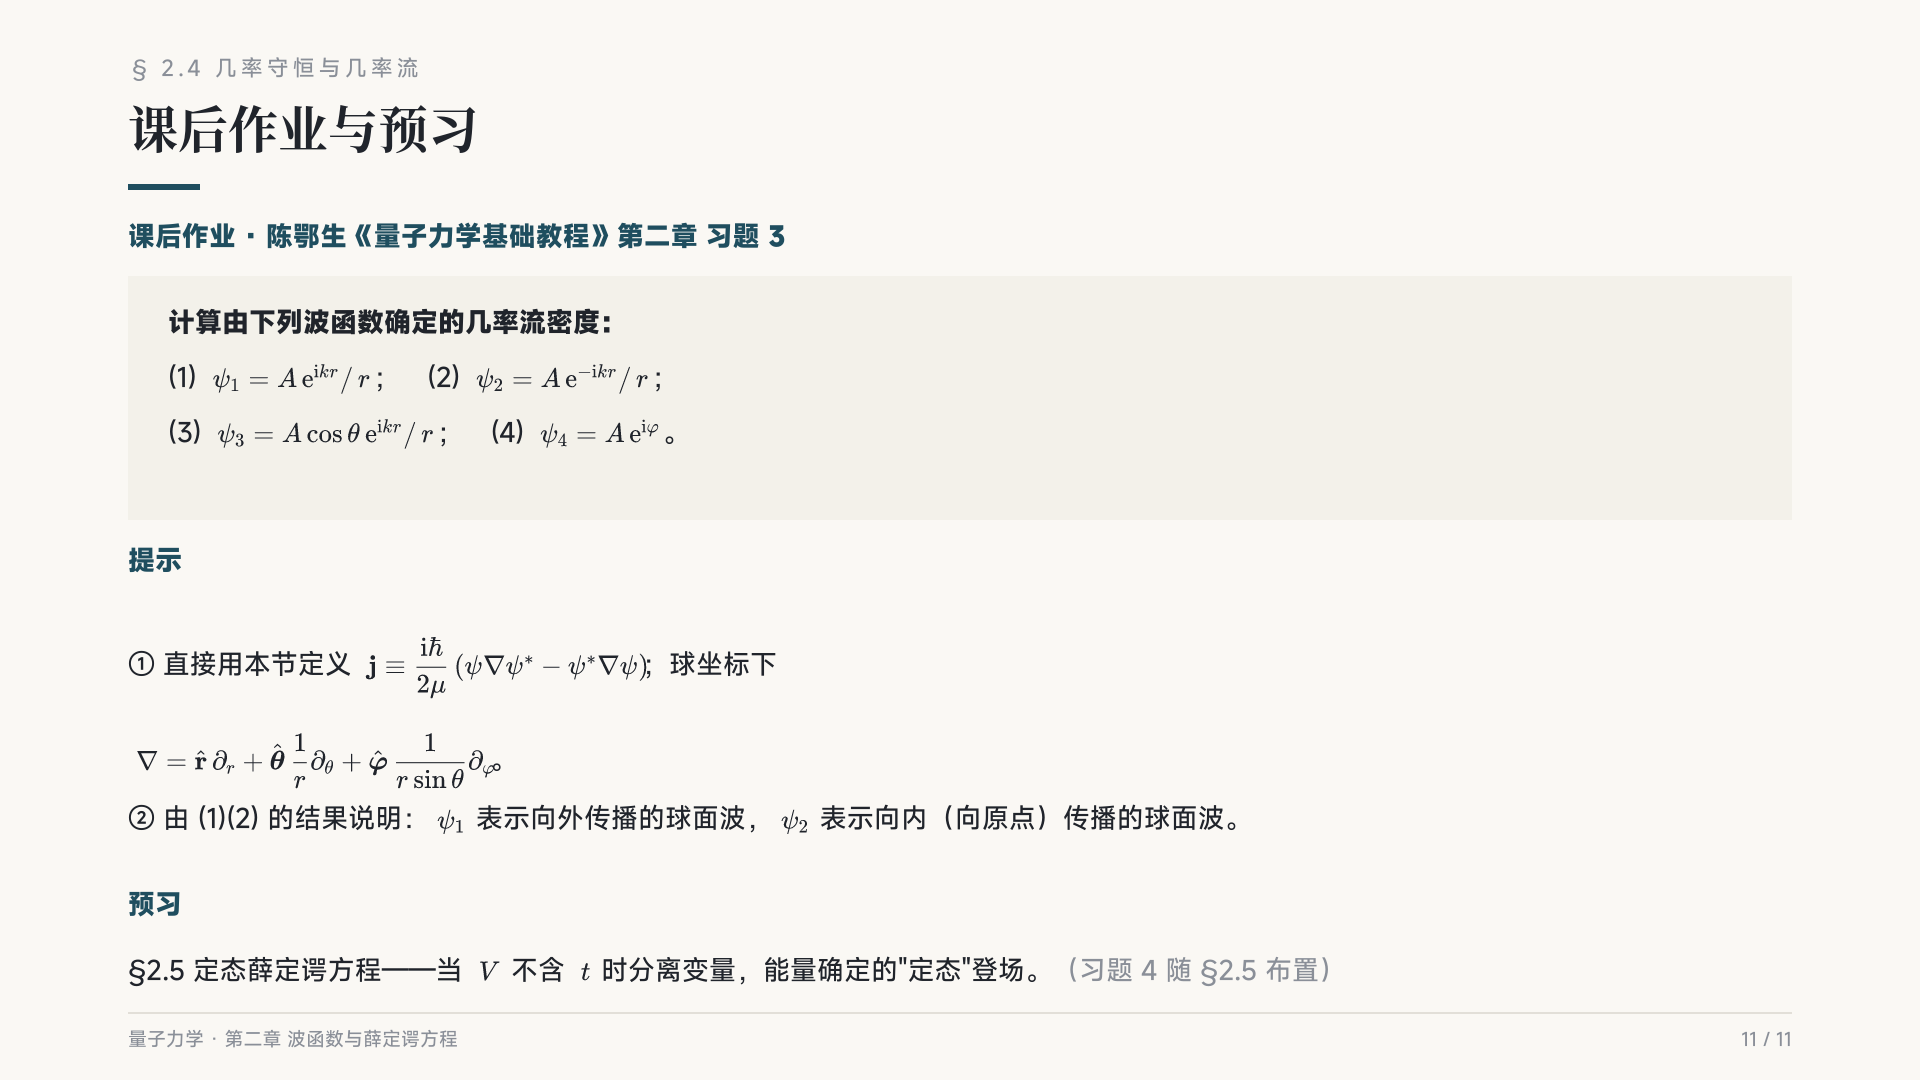 § 2.4 几率守恒与几率流
课后作业与预习
课后作业 · 陈鄂生《量子力学基础教程》第二章 习题 3
计算由下列波函数确定的几率流密度：
(1) ψ₁ = A e^{ikr}/ r ； (2) ψ₂ = A e^{−ikr}/ r ；
(3) ψ₃ = A cos θ e^{ikr}/ r ； (4) ψ₄ = A e^{iφ} 。
提示
① 直接用本节定义 j ≡ iħ/2μ (ψ∇ψ* − ψ*∇ψ)；球坐标下
∇ = r̂ ∂_r + θ̂ 1/r ∂_θ + φ̂ 1/(r sin θ) ∂_φ。
② 由 (1)(2) 的结果说明： ψ₁ 表示向外传播的球面波， ψ₂ 表示向内（向原点）传播的球面波。
预习
§2.5 定态薛定谔方程——当 V 不含 t 时分离变量，能量确定的"定态"登场。（习题 4 随 §2.5 布置）
量子力学 · 第二章 波函数与薛定谔方程
11 / 11